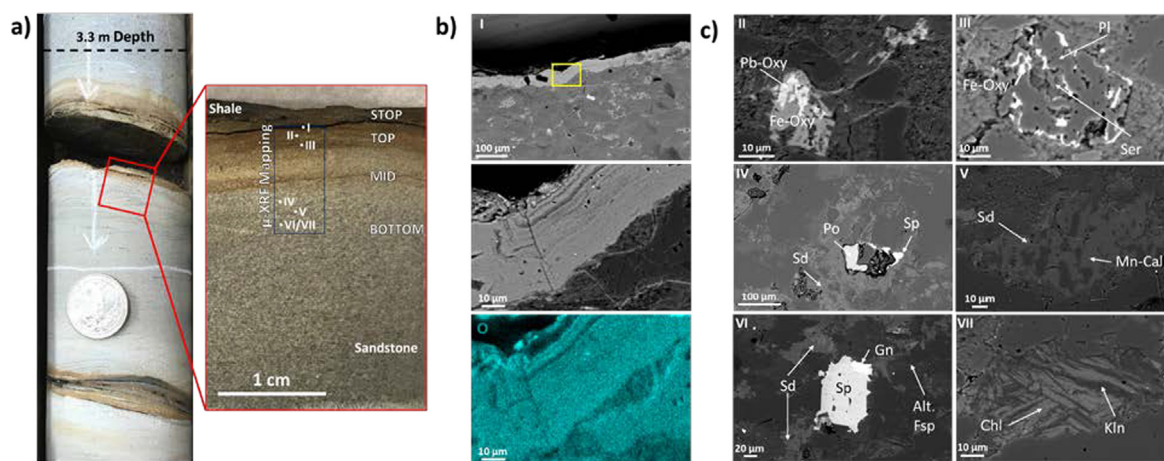 a)
3.3 m Depth
Shale
STOP
I
II
TOP
III
μ-XRF Mapping
MID
IV
V
VI/VII
BOTTOM
Sandstone
1 cm
b)
I
100 μm
10 μm
O
10 μm
c)
II
Pb-Oxy
Fe-Oxy
10 μm
III
Pl
Fe-Oxy
Ser
10 μm
IV
Po
Sp
Sd
100 μm
V
Sd
Mn-Cal
10 μm
VI
Gn
Sd
Sp
Alt.
Fsp
20 μm
VII
Chl
Kln
10 μm